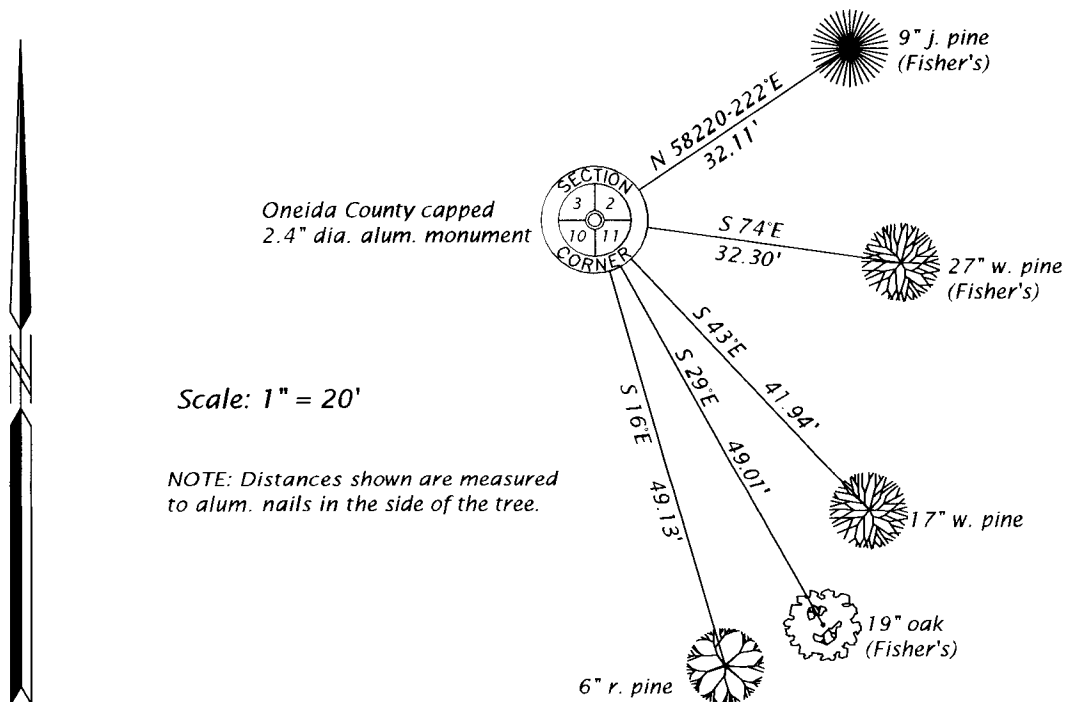 9" j. pine
(Fisher's)
N 58220-222°E
32.11'
SECTION
3 2
10 11
CORNER
Oneida County capped
2.4" dia. alum. monument
S 74°E
32.30'
27" w. pine
(Fisher's)
S 43°E
41.94'
S 29°E
49.01'
S 16°E
49.13'
Scale: 1" = 20'
NOTE: Distances shown are measured
to alum. nails in the side of the tree.
17" w. pine
19" oak
(Fisher's)
6" r. pine